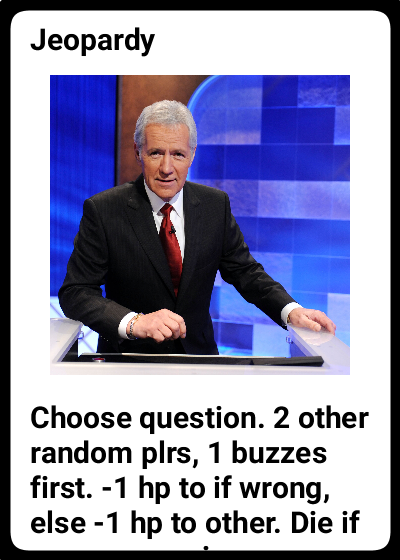 Jeopardy
Choose question. 2 other
random plrs, 1 buzzes
first. -1 hp to if wrong,
else -1 hp to other. Die if